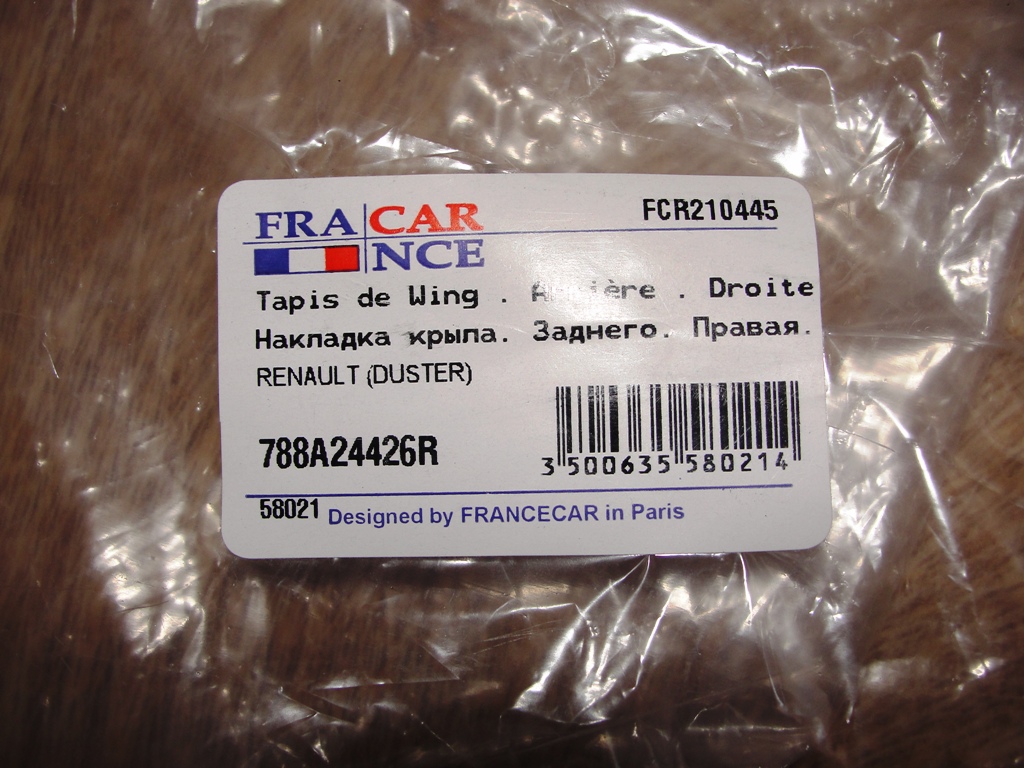 FRA CAR
NCE
FCR210445
Tapis de Wing . Arrière . Droite
Накладка крыла. Заднего. Правая.
RENAULT (DUSTER)
788A24426R
3 500635 580214
58021 Designed by FRANCECAR in Paris